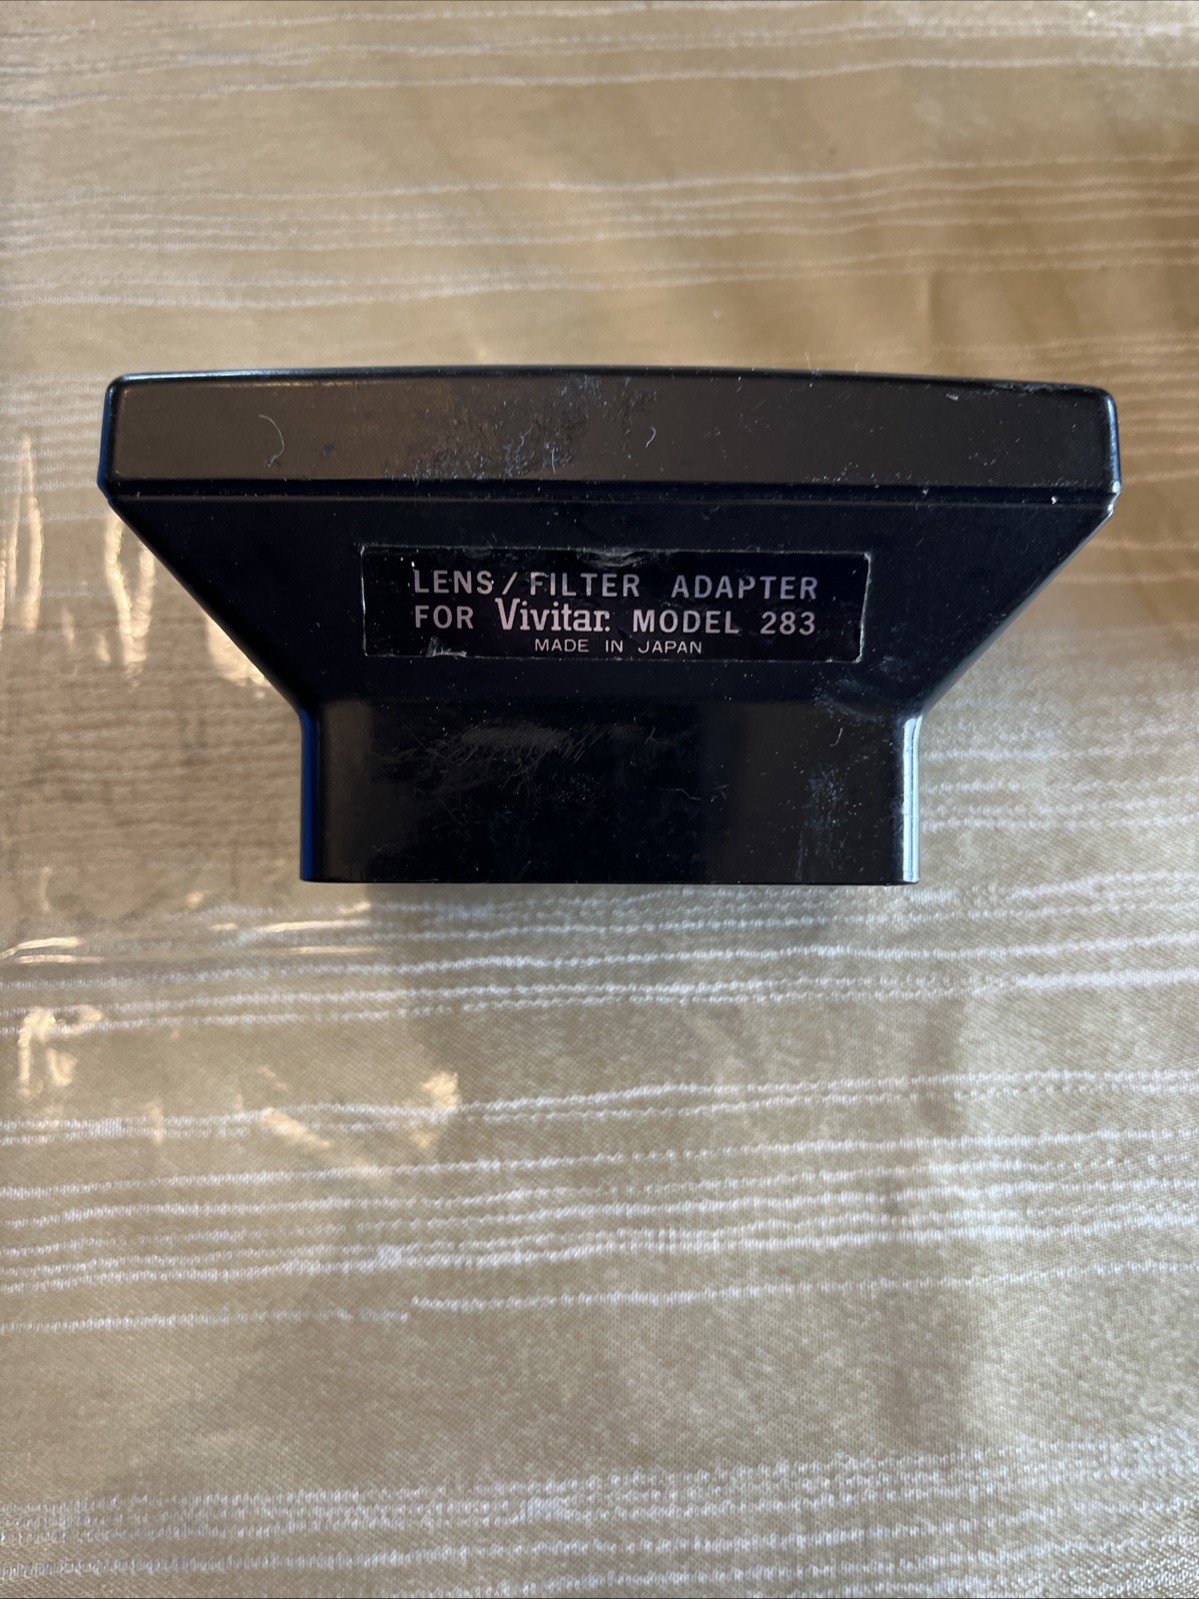 LENS/FILTER ADAPTER
FOR Vivitar. MODEL 283
MADE IN JAPAN